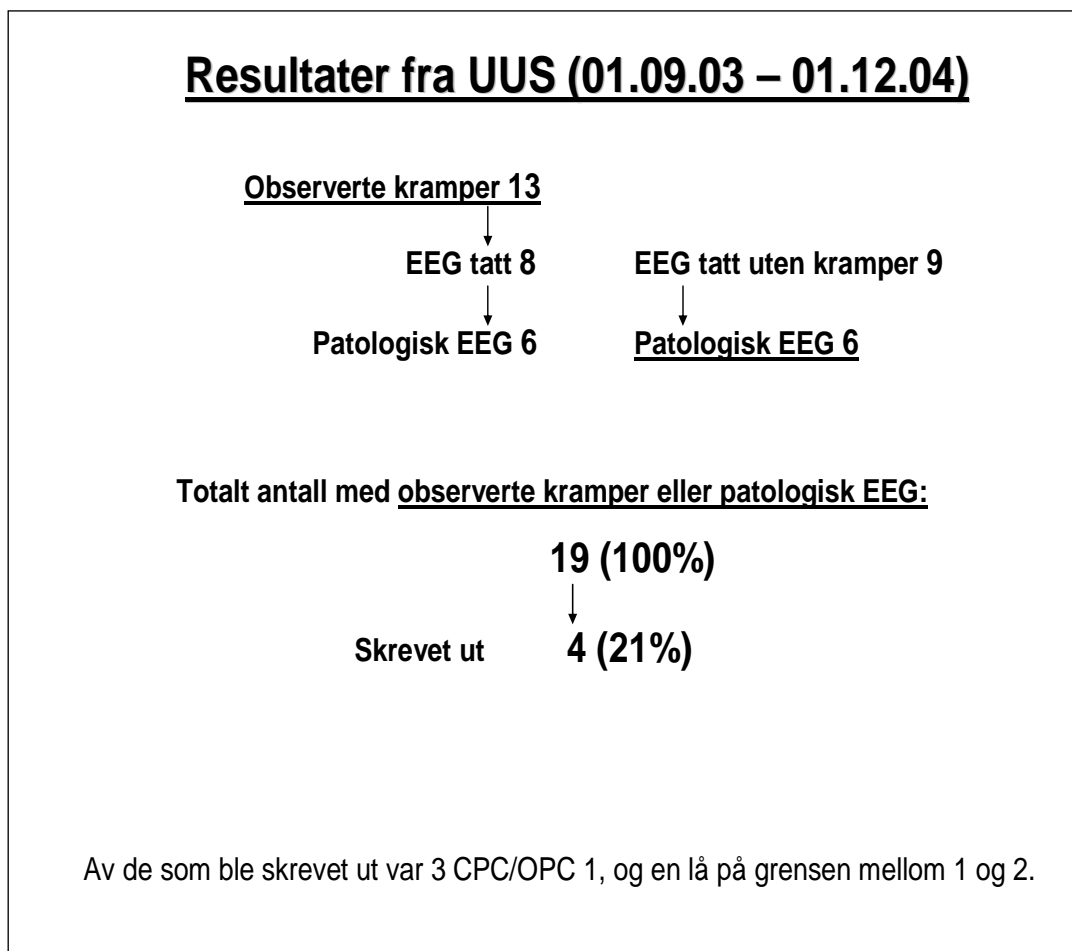 Resultater fra UUS (01.09.03 – 01.12.04)
Observerte kramper 13
EEG tatt 8
EEG tatt uten kramper 9
Patologisk EEG 6
Patologisk EEG 6
Totalt antall med observerte kramper eller patologisk EEG:
19 (100%)
Skrevet ut 4 (21%)
Av de som ble skrevet ut var 3 CPC/OPC 1, og en lå på grensen mellom 1 og 2.